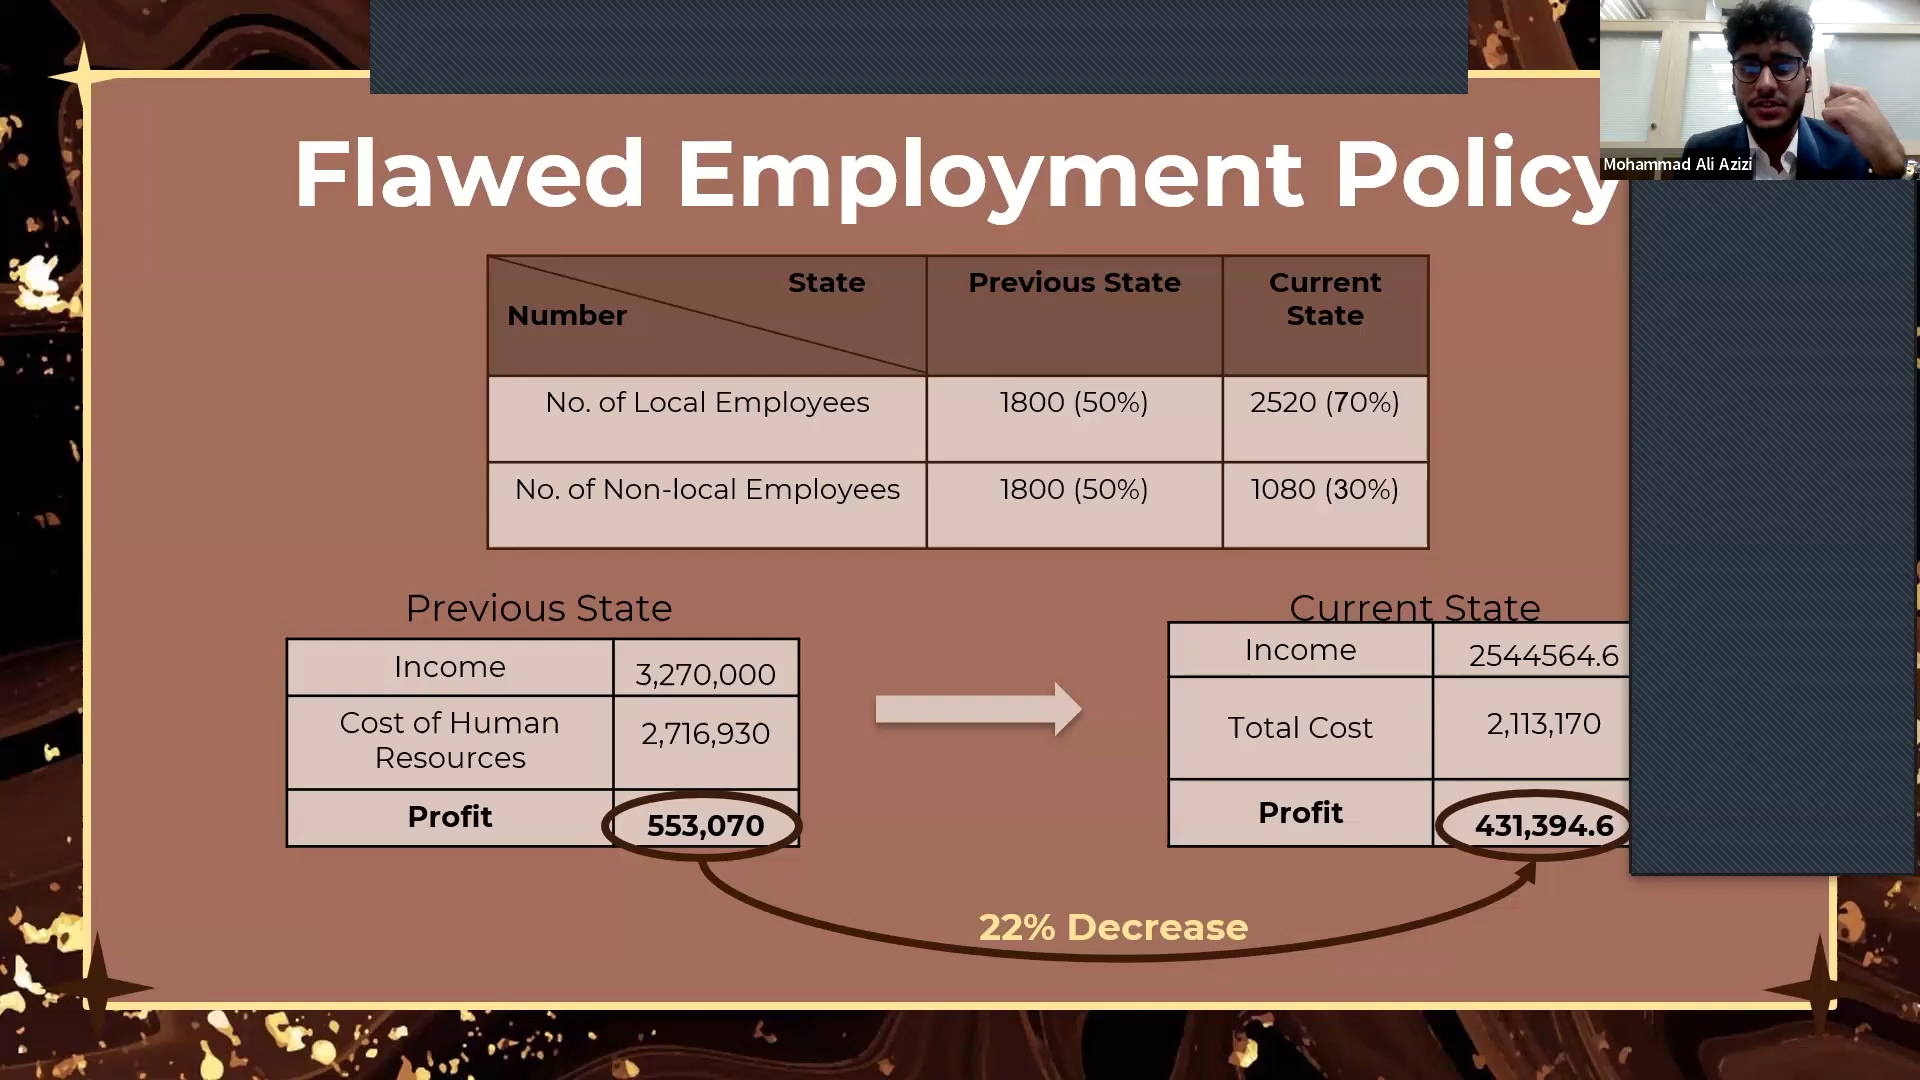 Flawed Employment Policy
Mohammad Ali Azizi
State
Number
Previous State
Current
State
No. of Local Employees
1800 (50%)
2520 (70%)
No. of Non-local Employees
1800 (50%)
1080 (30%)
Previous State
Income
3,270,000
Cost of Human
Resources
2,716,930
Profit
553,070
Current State
Income
2544564.6
Total Cost
2,113,170
Profit
431,394.6
22% Decrease